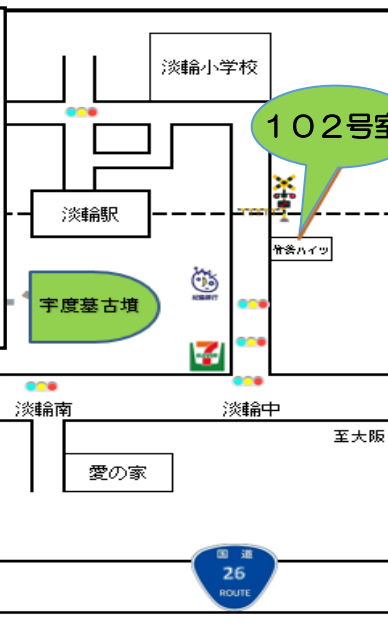 淡輪小学校
102号室
淡輪駅
宇度墓古墳
淡輪南
淡輪中
至大阪
愛の家
国道
26
ROUTE